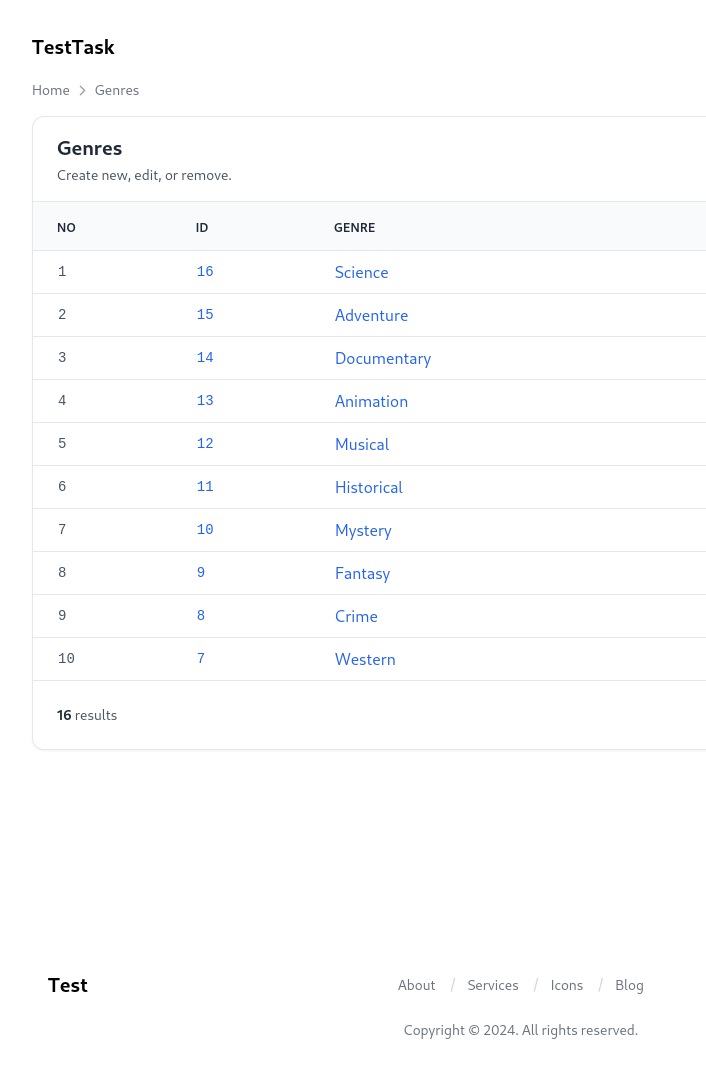 TestTask
Home > Genres
Genres
Create new, edit, or remove.
NO ID GENRE
1 16 Science
2 15 Adventure
3 14 Documentary
4 13 Animation
5 12 Musical
6 11 Historical
7 10 Mystery
8 9 Fantasy
9 8 Crime
10 7 Western
16 results
Test About / Services / Icons / Blog
Copyright © 2024. All rights reserved.